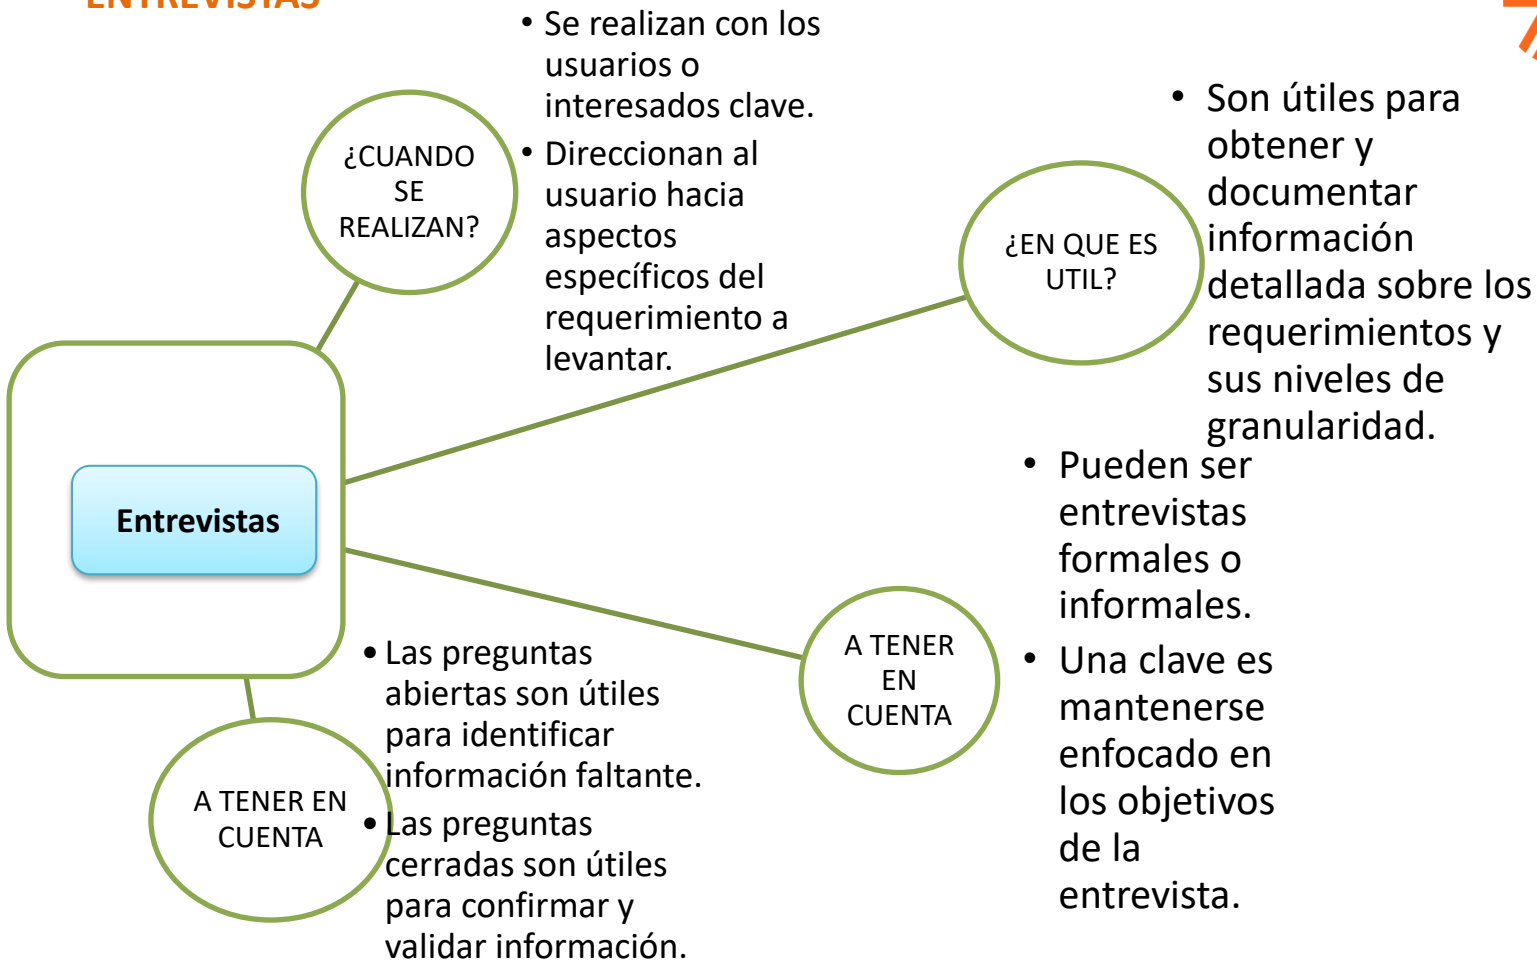 ENTREVISTAS
¿CUANDO
SE
REALIZAN?
• Se realizan con los
usuarios o
interesados clave.
• Direccionan al
usuario hacia
aspectos
específicos del
requerimiento a
levantar.
¿EN QUE ES
UTIL?
• Son útiles para
obtener y
documentar
información
detallada sobre los
requerimientos y
sus niveles de
granularidad.
Entrevistas
A TENER
EN
CUENTA
• Pueden ser
entrevistas
formales o
informales.
• Una clave es
mantenerse
enfocado en
los objetivos
de la
entrevista.
A TENER EN
CUENTA
• Las preguntas
abiertas son útiles
para identificar
información faltante.
• Las preguntas
cerradas son útiles
para confirmar y
validar información.